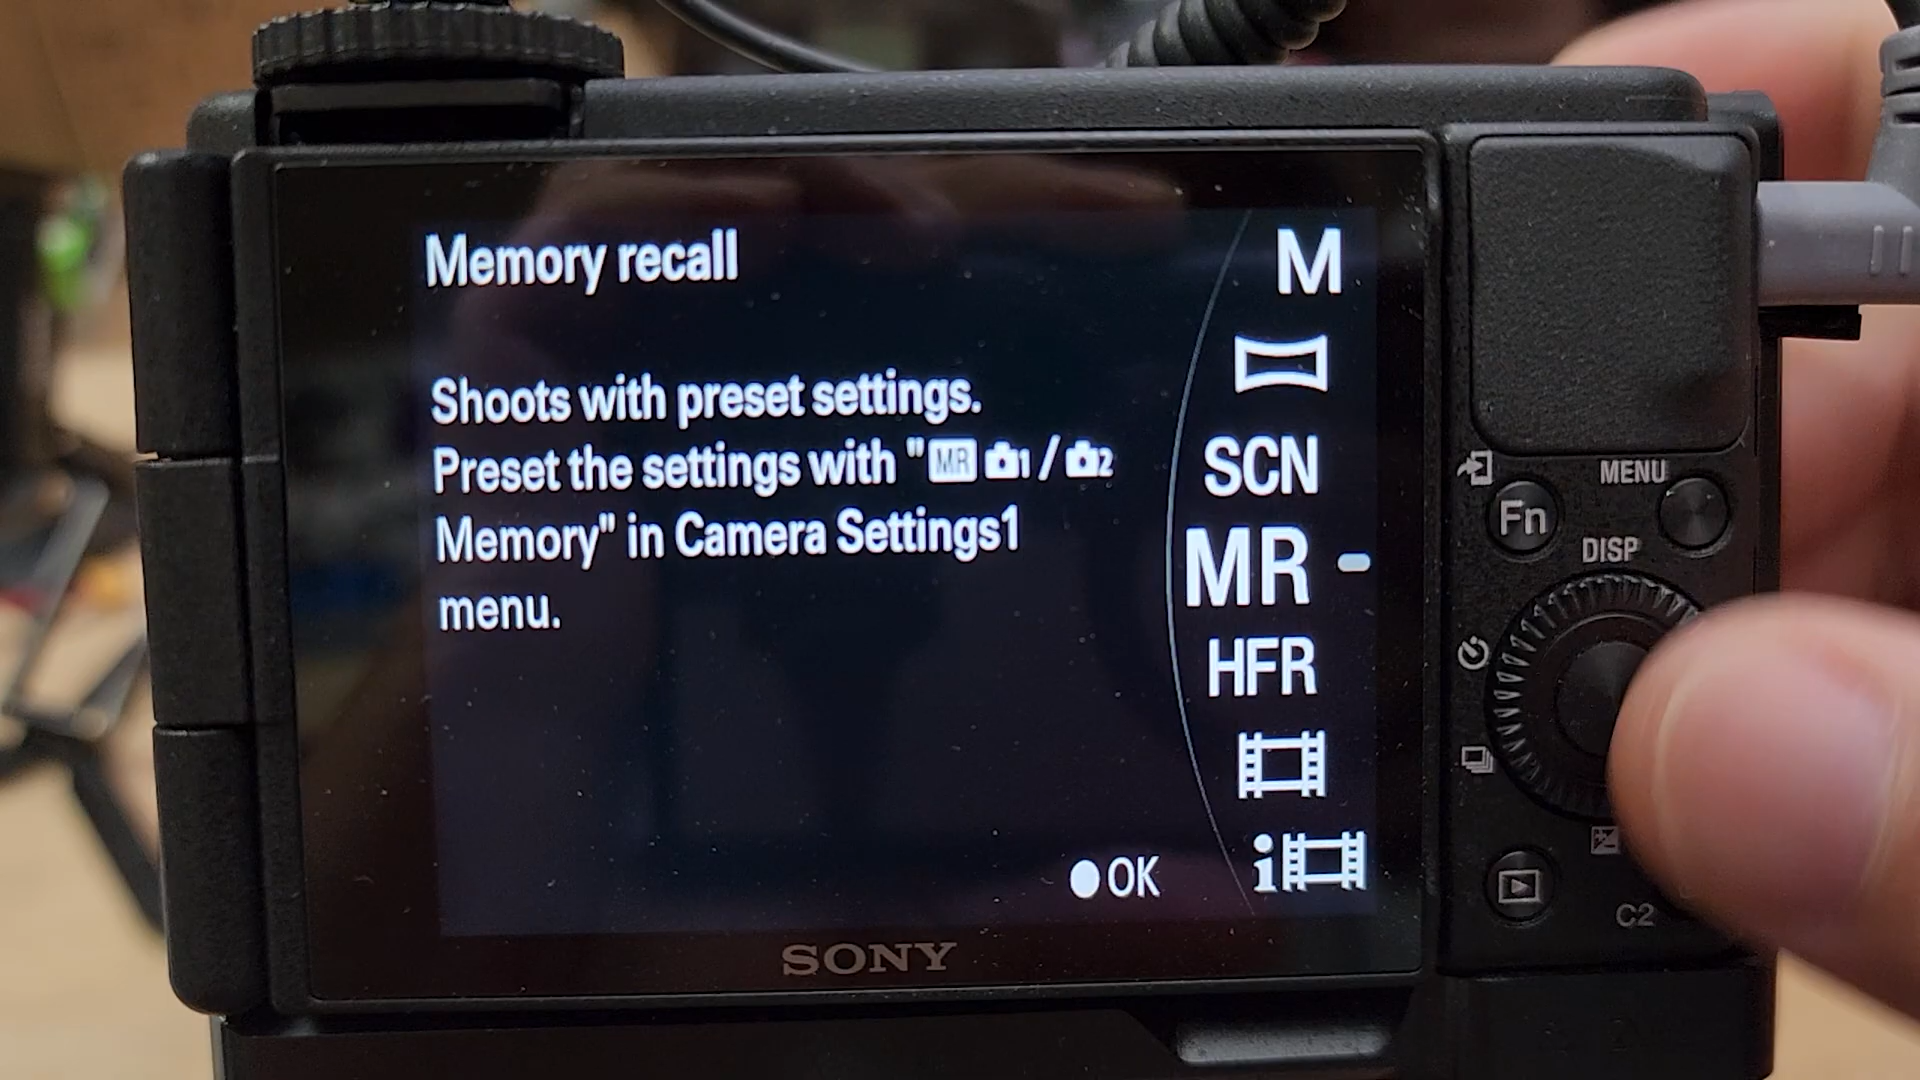 Memory recall
Shoots with preset settings.
Preset the settings with "MR 1 / 2
Memory" in Camera Settings1
menu.
OK
M
SCN
MR
HFR
i
SONY
MENU
Fn
DISP
C2